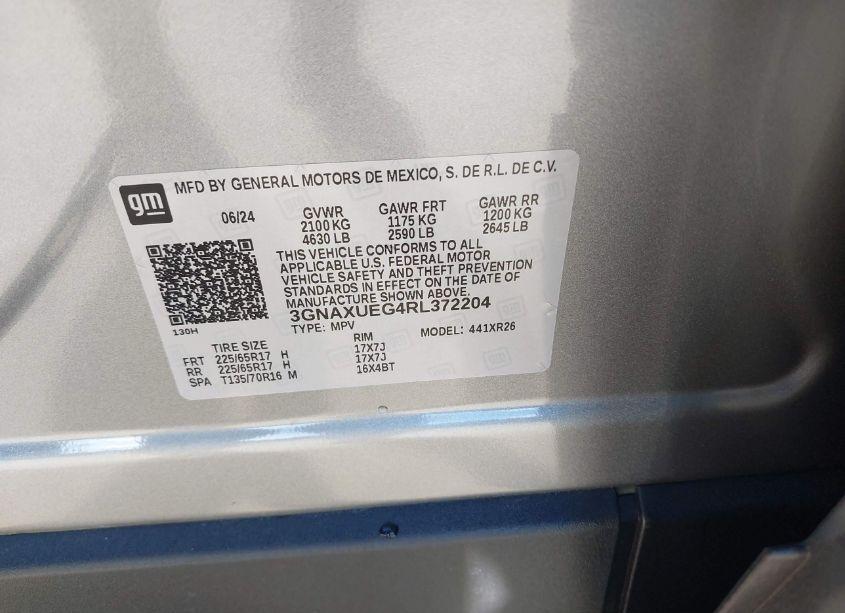 gm
MFD BY GENERAL MOTORS DE MEXICO, S. DE R.L. DE C.V.
06/24 GVWR GAWR FRT GAWR RR
2100 KG 1175 KG 1200 KG
4630 LB 2590 LB 2645 LB
THIS VEHICLE CONFORMS TO ALL
APPLICABLE U.S. FEDERAL MOTOR
VEHICLE SAFETY AND THEFT PREVENTION
STANDARDS IN EFFECT ON THE DATE OF
MANUFACTURE SHOWN ABOVE.
3GNAXUEG4RL372204
130H
TYPE: MPV MODEL: 441XR26
TIRE SIZE RIM
FRT 225/65R17 H 17X7J
RR 225/65R17 H 17X7J
SPA T135/70R16 M 16X4BT